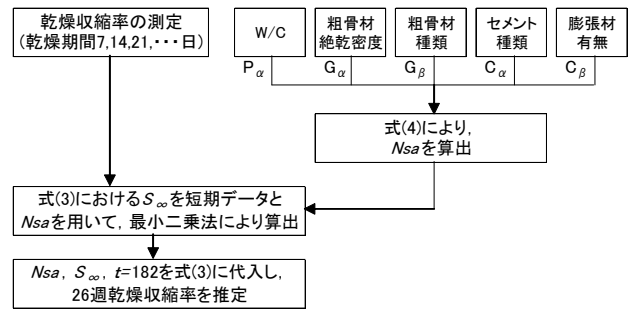 乾燥収縮率の測定
(乾燥期間7,14,21,・・・日)
W/C
粗骨材
絶乾密度
粗骨材
種類
セメント
種類
膨張材
有無
Pα
Gα
Gβ
Cα
Cβ
式(4)により,
Nsaを算出
式(3)におけるS∞を短期データと
Nsaを用いて,最小二乗法により算出
Nsa, S∞, t=182を式(3)に代入し,
26週乾燥収縮率を推定